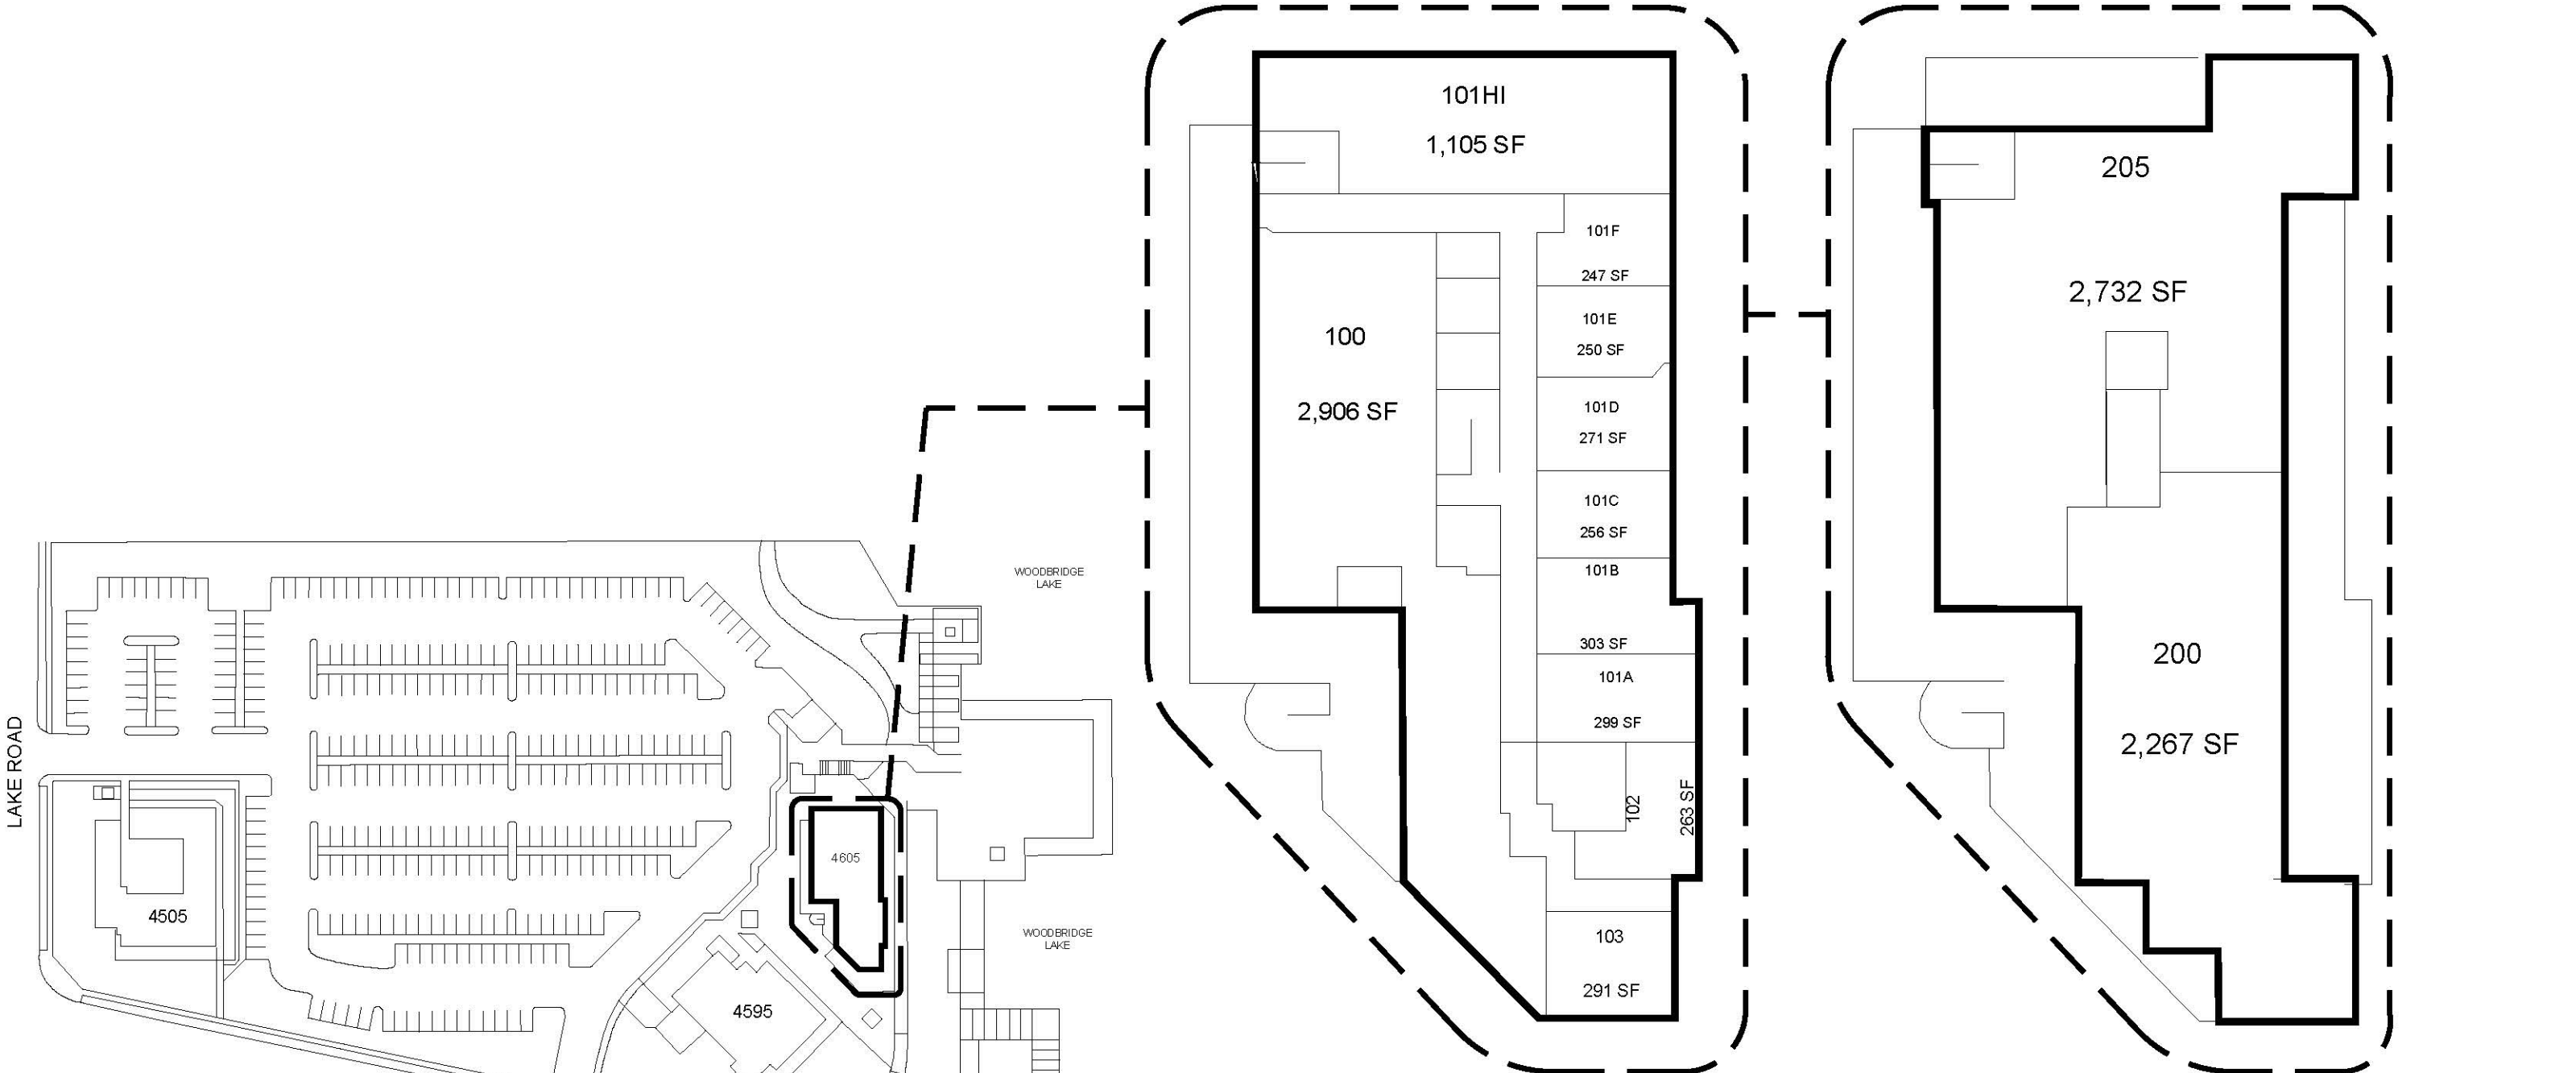 LAKE ROAD
4505
4595
4605
WOODBRIDGE
LAKE
WOODBRIDGE
LAKE
101HI
1,105 SF
101F
247 SF
101E
250 SF
100
2,906 SF
101D
271 SF
101C
256 SF
101B
303 SF
101A
299 SF
102
263 SF
103
291 SF
205
2,732 SF
200
2,267 SF